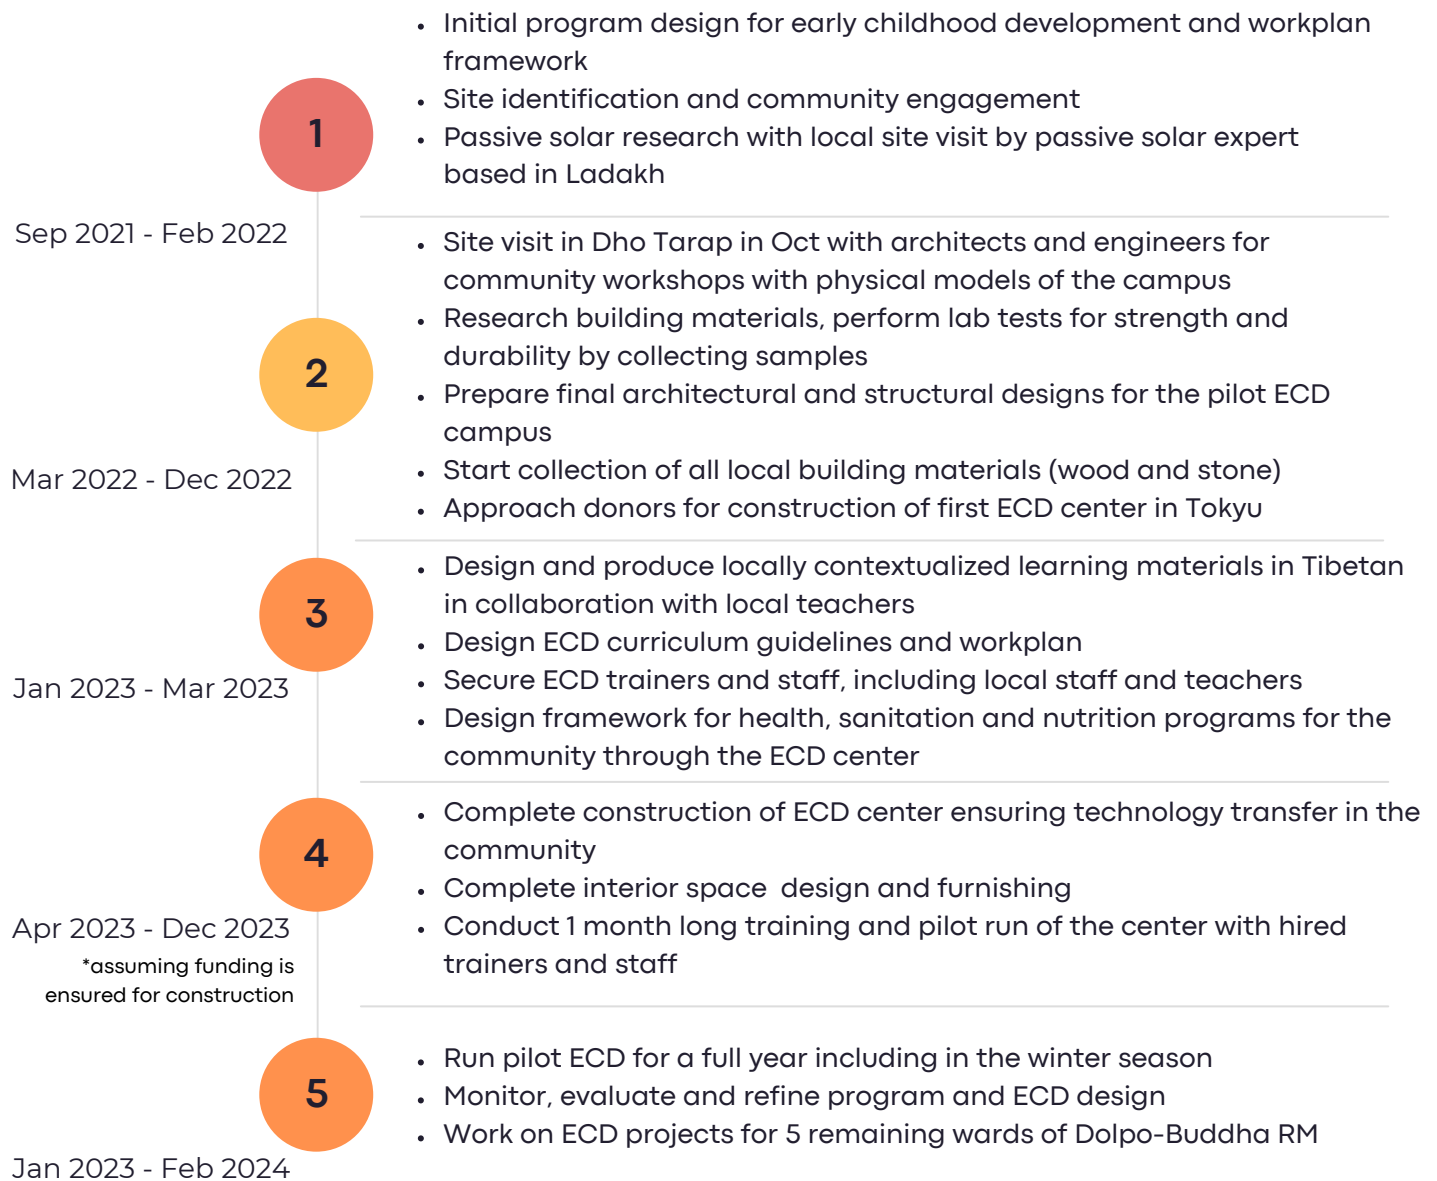 • Initial program design for early childhood development and workplan
framework
• Site identification and community engagement
• Passive solar research with local site visit by passive solar expert
based in Ladakh
1
Sep 2021 - Feb 2022
• Site visit in Dho Tarap in Oct with architects and engineers for
community workshops with physical models of the campus
• Research building materials, perform lab tests for strength and
durability by collecting samples
• Prepare final architectural and structural designs for the pilot ECD
campus
• Start collection of all local building materials (wood and stone)
• Approach donors for construction of first ECD center in Tokyu
2
Mar 2022 - Dec 2022
• Design and produce locally contextualized learning materials in Tibetan
in collaboration with local teachers
• Design ECD curriculum guidelines and workplan
• Secure ECD trainers and staff, including local staff and teachers
• Design framework for health, sanitation and nutrition programs for the
community through the ECD center
3
Jan 2023 - Mar 2023
• Complete construction of ECD center ensuring technology transfer in the
community
• Complete interior space design and furnishing
• Conduct 1 month long training and pilot run of the center with hired
trainers and staff
4
Apr 2023 - Dec 2023
*assuming funding is
ensured for construction
• Run pilot ECD for a full year including in the winter season
• Monitor, evaluate and refine program and ECD design
• Work on ECD projects for 5 remaining wards of Dolpo-Buddha RM
5
Jan 2023 - Feb 2024